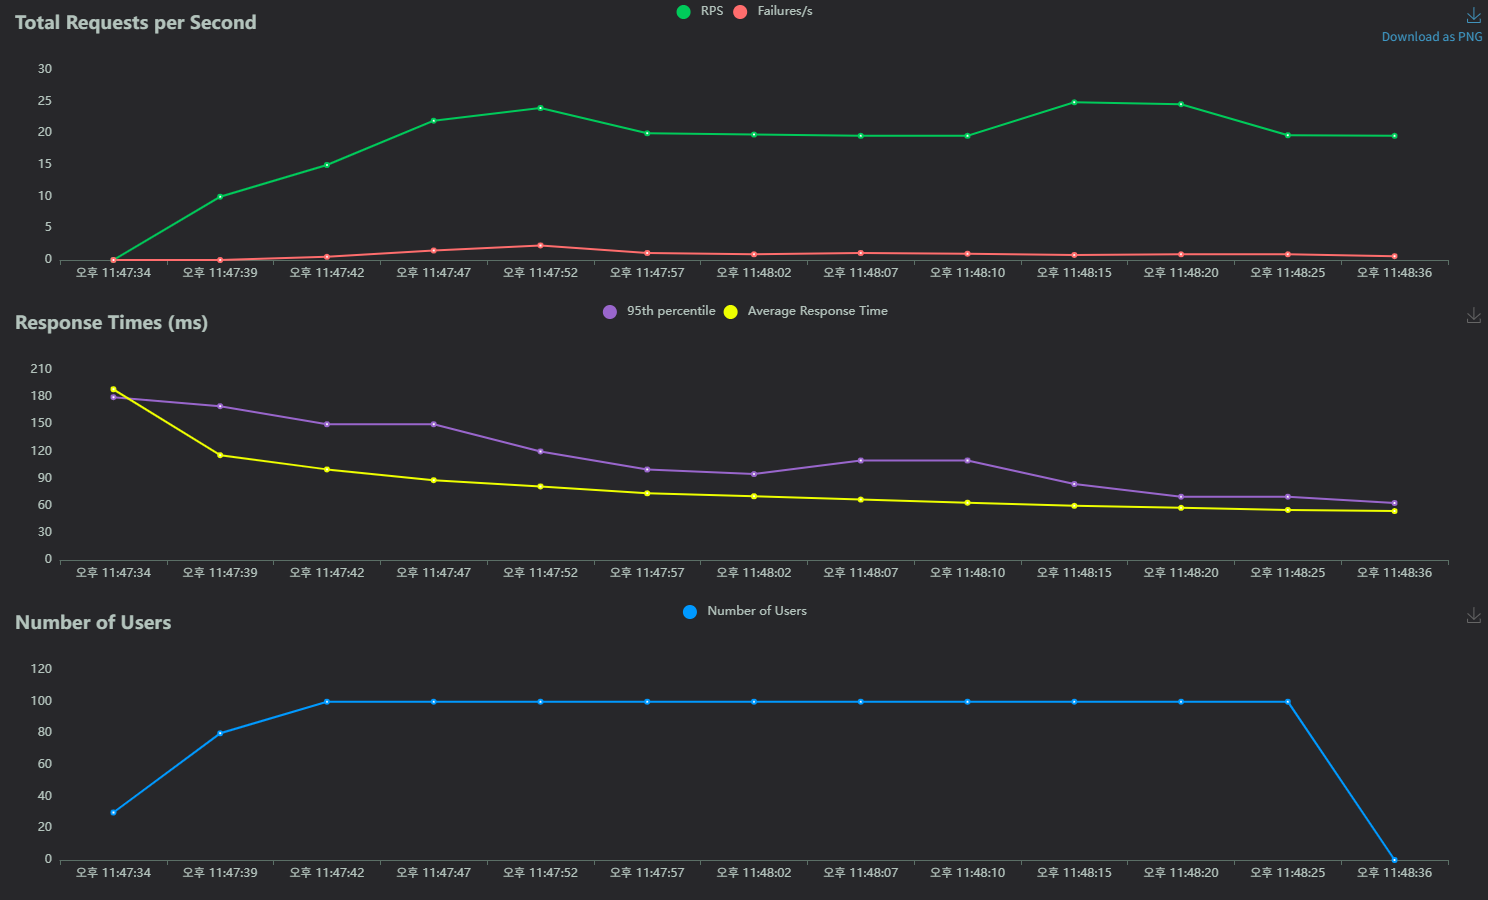 Total Requests per Second
RPS Failures/s
Download as PNG
30
25
20
15
10
5
0
오후 11:47:34 오후 11:47:39 오후 11:47:42 오후 11:47:47 오후 11:47:52 오후 11:47:57 오후 11:48:02 오후 11:48:07 오후 11:48:10 오후 11:48:15 오후 11:48:20 오후 11:48:25 오후 11:48:36
Response Times (ms)
95th percentile Average Response Time
210
180
150
120
90
60
30
0
오후 11:47:34 오후 11:47:39 오후 11:47:42 오후 11:47:47 오후 11:47:52 오후 11:47:57 오후 11:48:02 오후 11:48:07 오후 11:48:10 오후 11:48:15 오후 11:48:20 오후 11:48:25 오후 11:48:36
Number of Users
Number of Users
120
100
80
60
40
20
0
오후 11:47:34 오후 11:47:39 오후 11:47:42 오후 11:47:47 오후 11:47:52 오후 11:47:57 오후 11:48:02 오후 11:48:07 오후 11:48:10 오후 11:48:15 오후 11:48:20 오후 11:48:25 오후 11:48:36